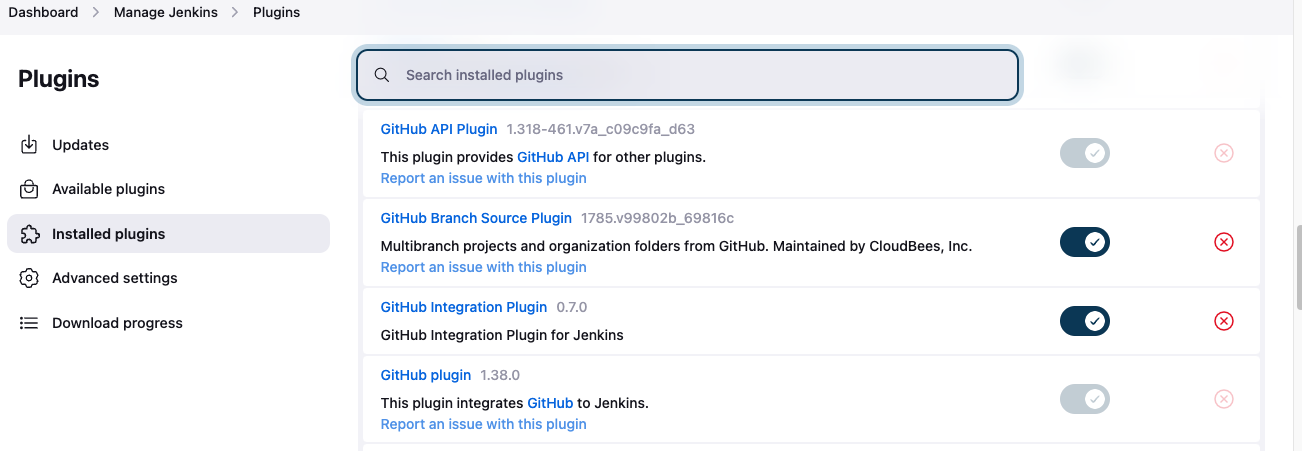 Dashboard > Manage Jenkins > Plugins
Plugins
Updates
Available plugins
Installed plugins
Advanced settings
Download progress
Search installed plugins
GitHub API Plugin 1.318-461.v7a_c09c9fa_d63
This plugin provides GitHub API for other plugins.
Report an issue with this plugin
GitHub Branch Source Plugin 1785.v99802b_69816c
Multibranch projects and organization folders from GitHub. Maintained by CloudBees, Inc.
Report an issue with this plugin
GitHub Integration Plugin 0.7.0
GitHub Integration Plugin for Jenkins
GitHub plugin 1.38.0
This plugin integrates GitHub to Jenkins.
Report an issue with this plugin